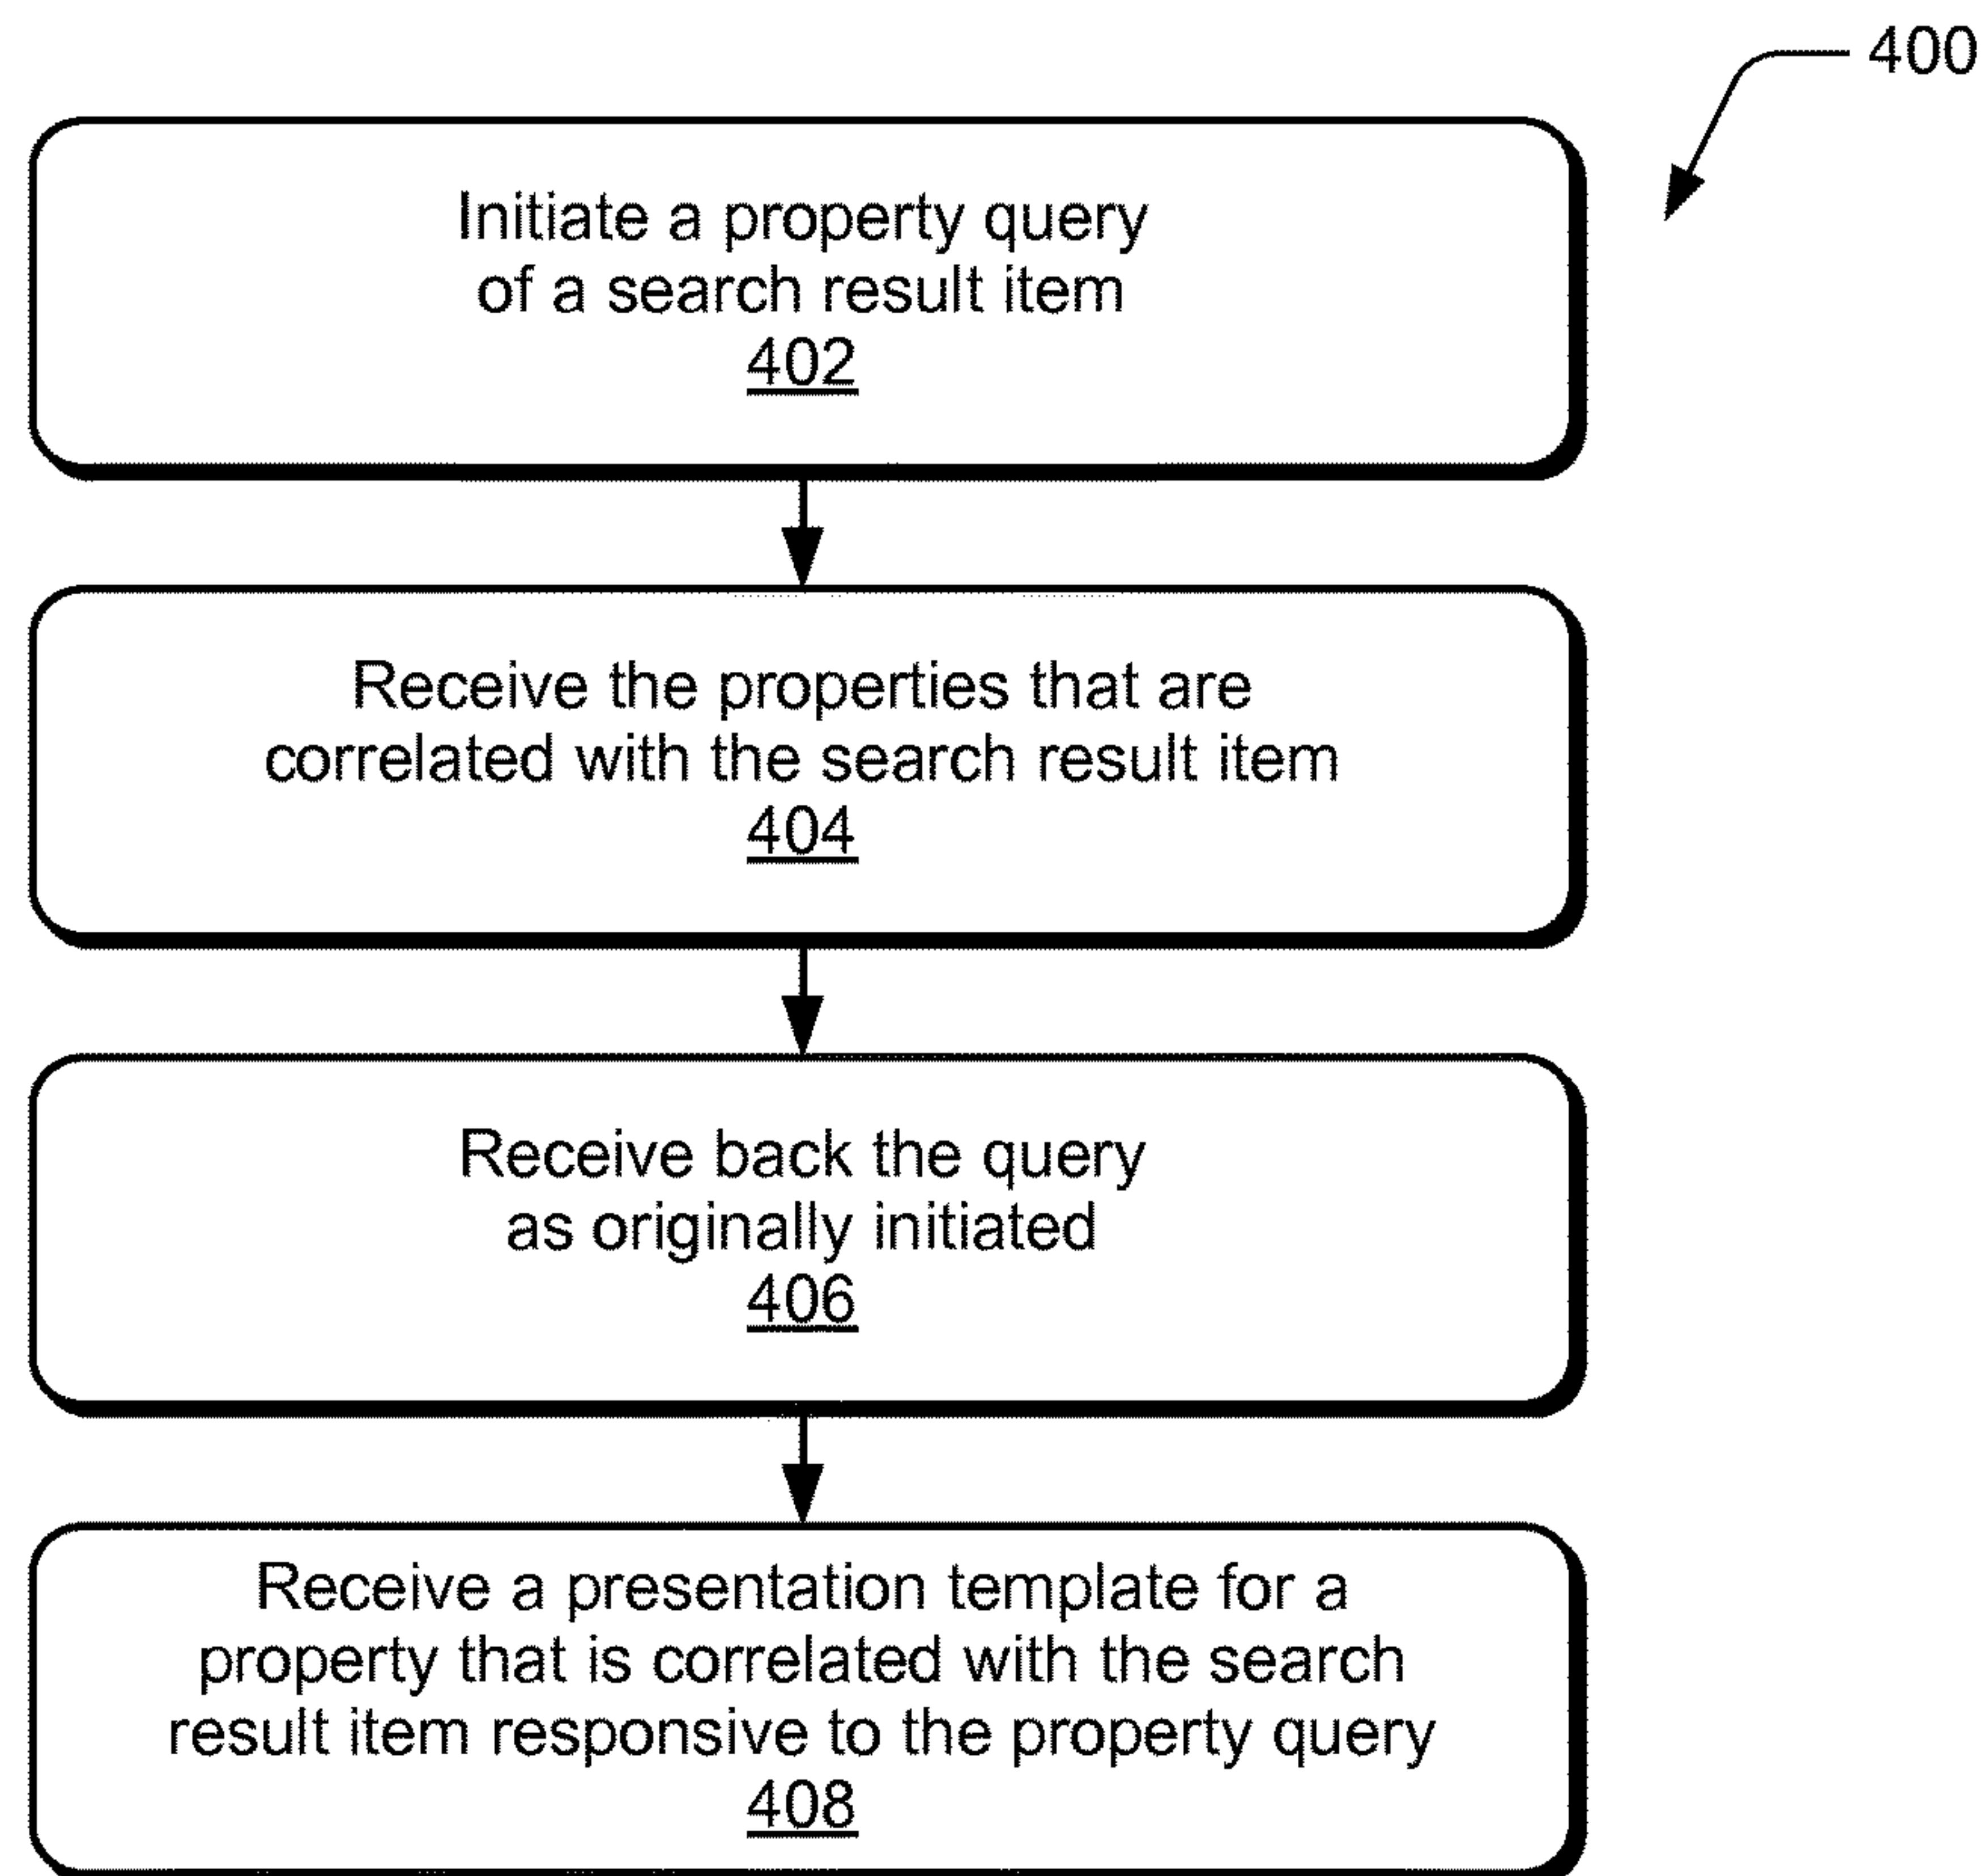 400
Initiate a property query
of a search result item
402
Receive the properties that are
correlated with the search result item
404
Receive back the query
as originally initiated
406
Receive a presentation template for a
property that is correlated with the search
result item responsive to the property query
408